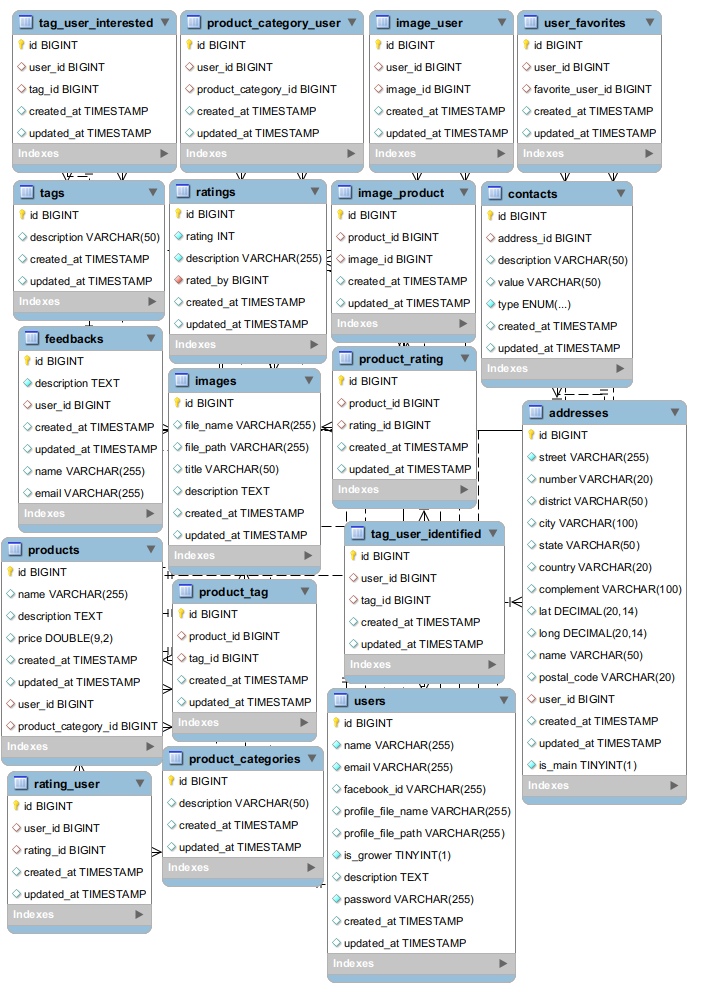 tag_user_interested
id BIGINT
user_id BIGINT
tag_id BIGINT
created_at TIMESTAMP
updated_at TIMESTAMP
Indexes
product_category_user
id BIGINT
user_id BIGINT
product_category_id BIGINT
created_at TIMESTAMP
updated_at TIMESTAMP
Indexes
image_user
id BIGINT
user_id BIGINT
image_id BIGINT
created_at TIMESTAMP
updated_at TIMESTAMP
Indexes
user_favorites
id BIGINT
user_id BIGINT
favorite_user_id BIGINT
created_at TIMESTAMP
updated_at TIMESTAMP
Indexes
tags
id BIGINT
description VARCHAR(50)
created_at TIMESTAMP
updated_at TIMESTAMP
Indexes
ratings
id BIGINT
rating INT
description VARCHAR(255)
rated_by BIGINT
created_at TIMESTAMP
updated_at TIMESTAMP
Indexes
image_product
id BIGINT
product_id BIGINT
image_id BIGINT
created_at TIMESTAMP
updated_at TIMESTAMP
Indexes
contacts
id BIGINT
address_id BIGINT
description VARCHAR(50)
value VARCHAR(50)
type ENUM(...)
created_at TIMESTAMP
updated_at TIMESTAMP
Indexes
feedbacks
id BIGINT
description TEXT
user_id BIGINT
created_at TIMESTAMP
updated_at TIMESTAMP
name VARCHAR(255)
email VARCHAR(255)
Indexes
images
id BIGINT
file_name VARCHAR(255)
file_path VARCHAR(255)
title VARCHAR(50)
description TEXT
created_at TIMESTAMP
updated_at TIMESTAMP
Indexes
product_rating
id BIGINT
product_id BIGINT
rating_id BIGINT
created_at TIMESTAMP
updated_at TIMESTAMP
Indexes
addresses
id BIGINT
street VARCHAR(255)
number VARCHAR(20)
district VARCHAR(50)
city VARCHAR(100)
state VARCHAR(50)
country VARCHAR(20)
complement VARCHAR(100)
lat DECIMAL(20,14)
long DECIMAL(20,14)
name VARCHAR(50)
postal_code VARCHAR(20)
user_id BIGINT
created_at TIMESTAMP
updated_at TIMESTAMP
is_main TINYINT(1)
Indexes
products
id BIGINT
name VARCHAR(255)
description TEXT
price DOUBLE(9,2)
created_at TIMESTAMP
updated_at TIMESTAMP
user_id BIGINT
product_category_id BIGINT
Indexes
product_tag
id BIGINT
product_id BIGINT
tag_id BIGINT
created_at TIMESTAMP
updated_at TIMESTAMP
Indexes
tag_user_identified
id BIGINT
user_id BIGINT
tag_id BIGINT
created_at TIMESTAMP
updated_at TIMESTAMP
Indexes
users
id BIGINT
name VARCHAR(255)
email VARCHAR(255)
facebook_id VARCHAR(255)
profile_file_name VARCHAR(255)
profile_file_path VARCHAR(255)
is_grower TINYINT(1)
description TEXT
password VARCHAR(255)
created_at TIMESTAMP
updated_at TIMESTAMP
Indexes
product_categories
id BIGINT
description VARCHAR(50)
created_at TIMESTAMP
updated_at TIMESTAMP
Indexes
rating_user
id BIGINT
user_id BIGINT
rating_id BIGINT
created_at TIMESTAMP
updated_at TIMESTAMP
Indexes